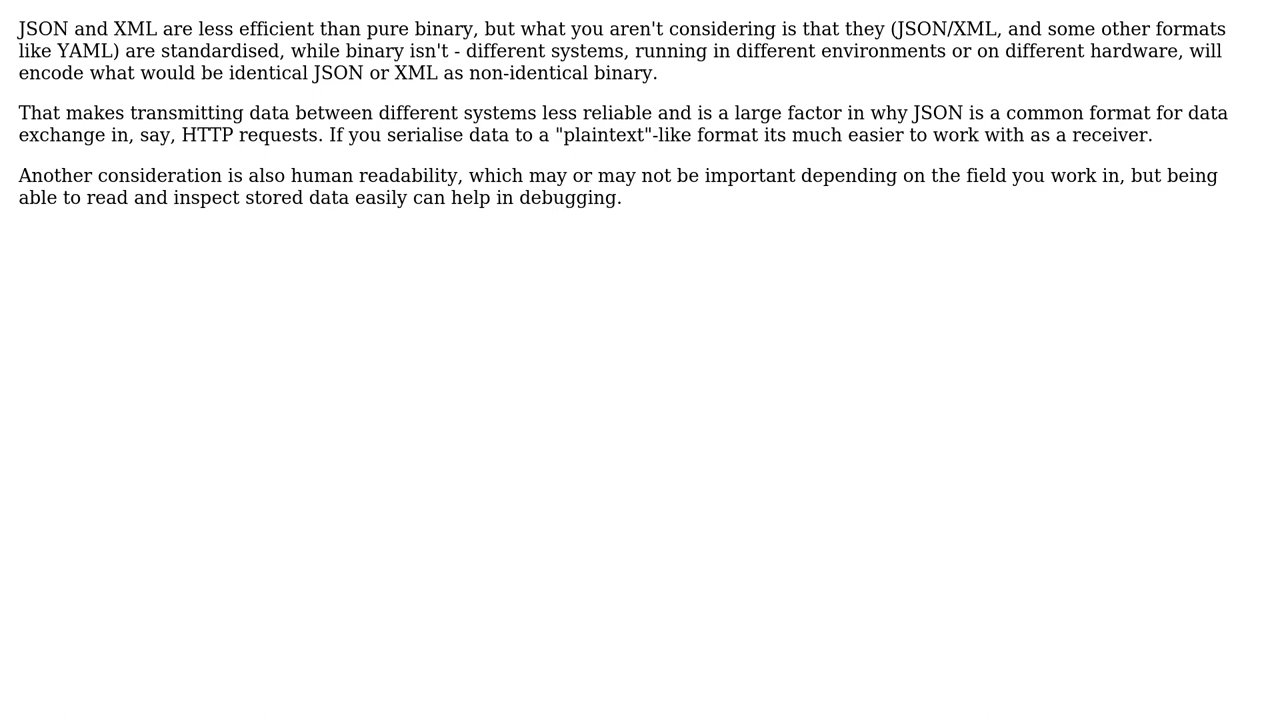 JSON and XML are less efficient than pure binary, but what you aren't considering is that they (JSON/XML, and some other formats
like YAML) are standardised, while binary isn't - different systems, running in different environments or on different hardware, will
encode what would be identical JSON or XML as non-identical binary.
That makes transmitting data between different systems less reliable and is a large factor in why JSON is a common format for data
exchange in, say, HTTP requests. If you serialise data to a "plaintext"-like format its much easier to work with as a receiver.
Another consideration is also human readability, which may or may not be important depending on the field you work in, but being
able to read and inspect stored data easily can help in debugging.